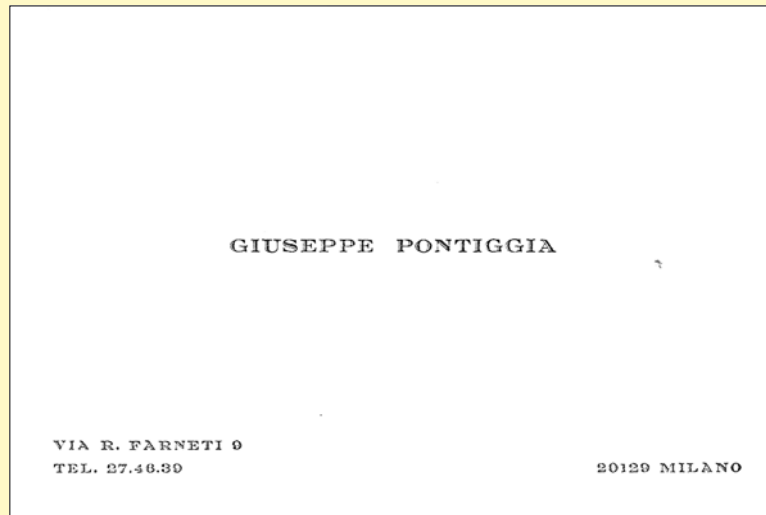 GIUSEPPE PONTIGGIA
VIA R. FARNETI 9
TEL. 27.46.39
20129 MILANO